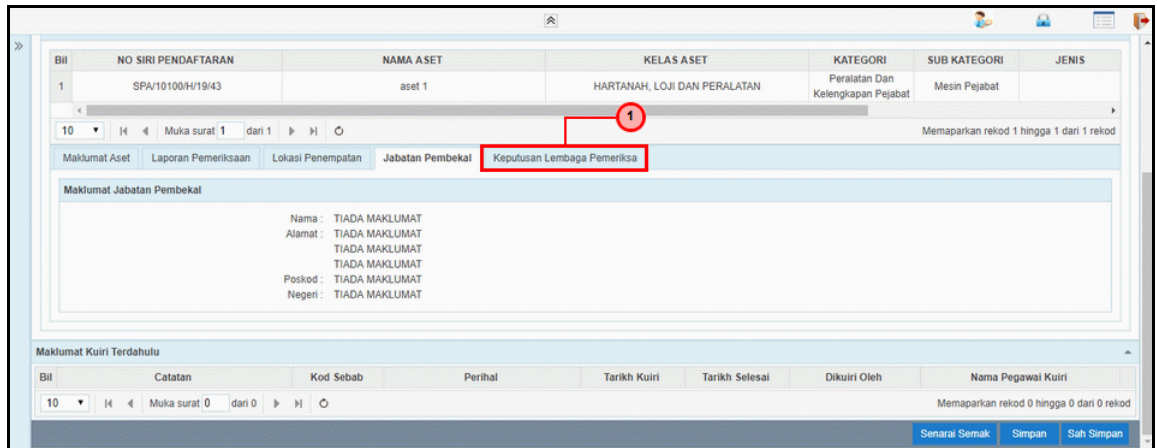 Bil NO SIRI PENDAFTARAN NAMA ASET KELAS ASET KATEGORI SUB KATEGORI JENIS
1 SPA/10100/H/19/43 aset 1 HARTANAH, LOJI DAN PERALATAN Peralatan Dan Kelengkapan Pejabat Mesin Pejabat
1
10 Muka surat 1 dari 1 Memaparkan rekod 1 hingga 1 dari 1 rekod
Maklumat Aset Laporan Pemeriksaan Lokasi Penempatan Jabatan Pembekal Keputusan Lembaga Pemeriksa
Maklumat Jabatan Pembekal
Nama : TIADA MAKLUMAT
Alamat : TIADA MAKLUMAT
TIADA MAKLUMAT
TIADA MAKLUMAT
Poskod : TIADA MAKLUMAT
Negeri : TIADA MAKLUMAT
Maklumat Kuiri Terdahulu
Bil Catatan Kod Sebab Perihal Tarikh Kuiri Tarikh Selesai Dikuiri Oleh Nama Pegawai Kuiri
10 Muka surat 0 dari 0 Memaparkan rekod 0 hingga 0 dari 0 rekod
Senarai Semak Simpan Sah Simpan